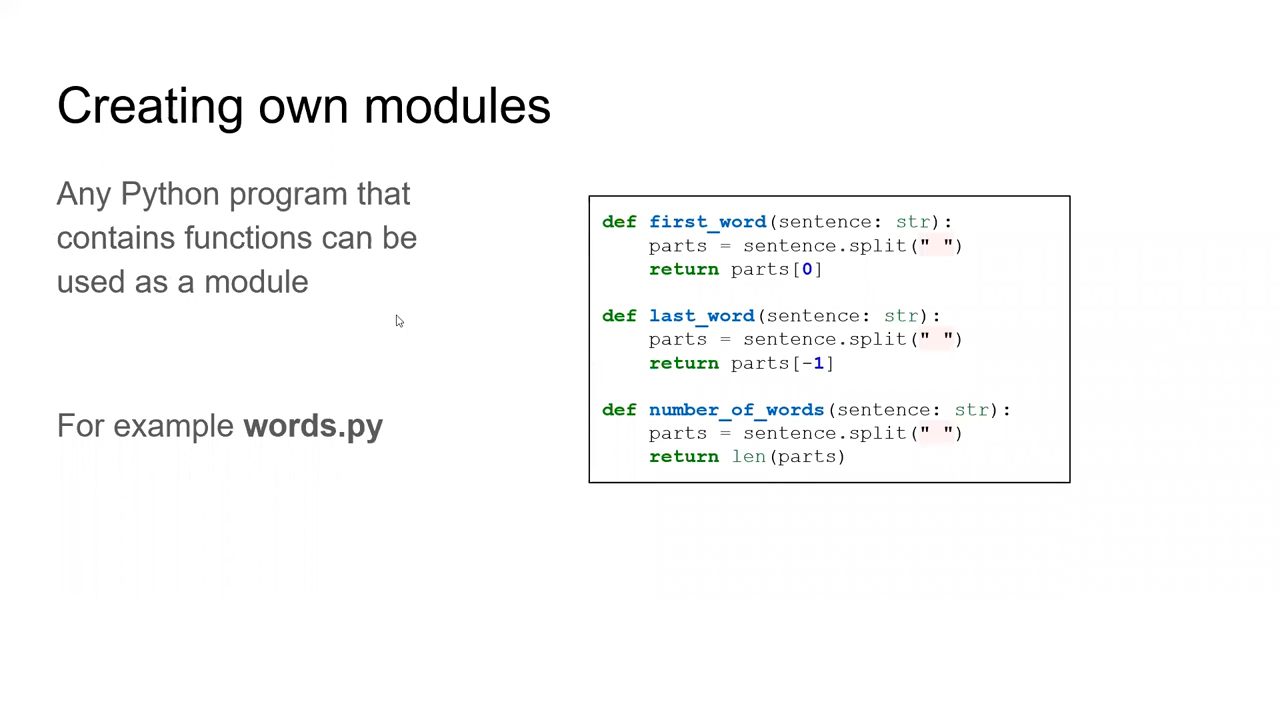 Creating own modules
Any Python program that
contains functions can be
used as a module
For example words.py
def first_word(sentence: str):
    parts = sentence.split(" ")
    return parts[0]
def last_word(sentence: str):
    parts = sentence.split(" ")
    return parts[-1]
def number_of_words(sentence: str):
    parts = sentence.split(" ")
    return len(parts)